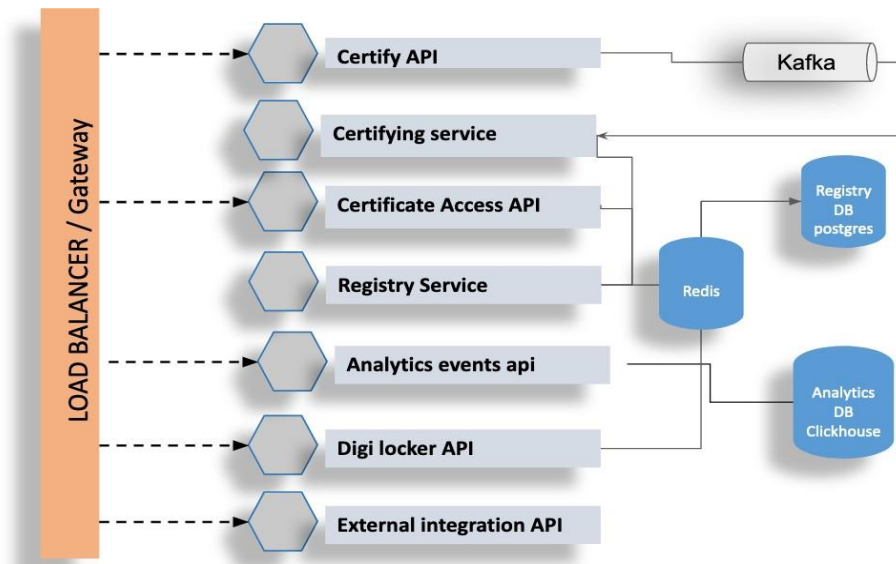 LOAD BALANCER / Gateway
Certify API
Kafka
Certifying service
Certificate Access API
Registry
DB
postgres
Registry Service
Redis
Analytics events api
Analytics
DB
Clickhouse
Digi locker API
External integration API